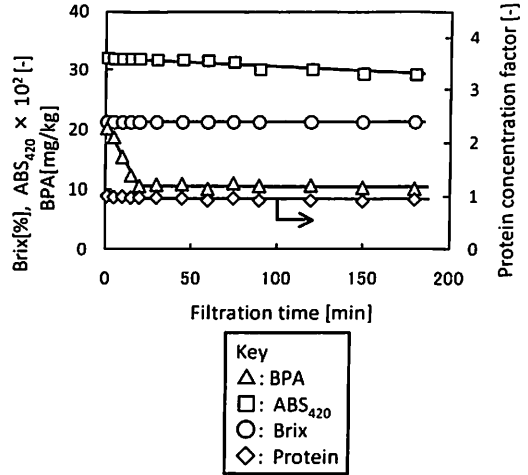 40
30
20
10
0
4
3
2
1
0
0
50
100
150
200
Brix[%], ABS₄₂₀ × 10² [-]
BPA[mg/kg]
Protein concentration factor [-]
Filtration time [min]
Key
△: BPA
□: ABS₄₂₀
○: Brix
◇: Protein